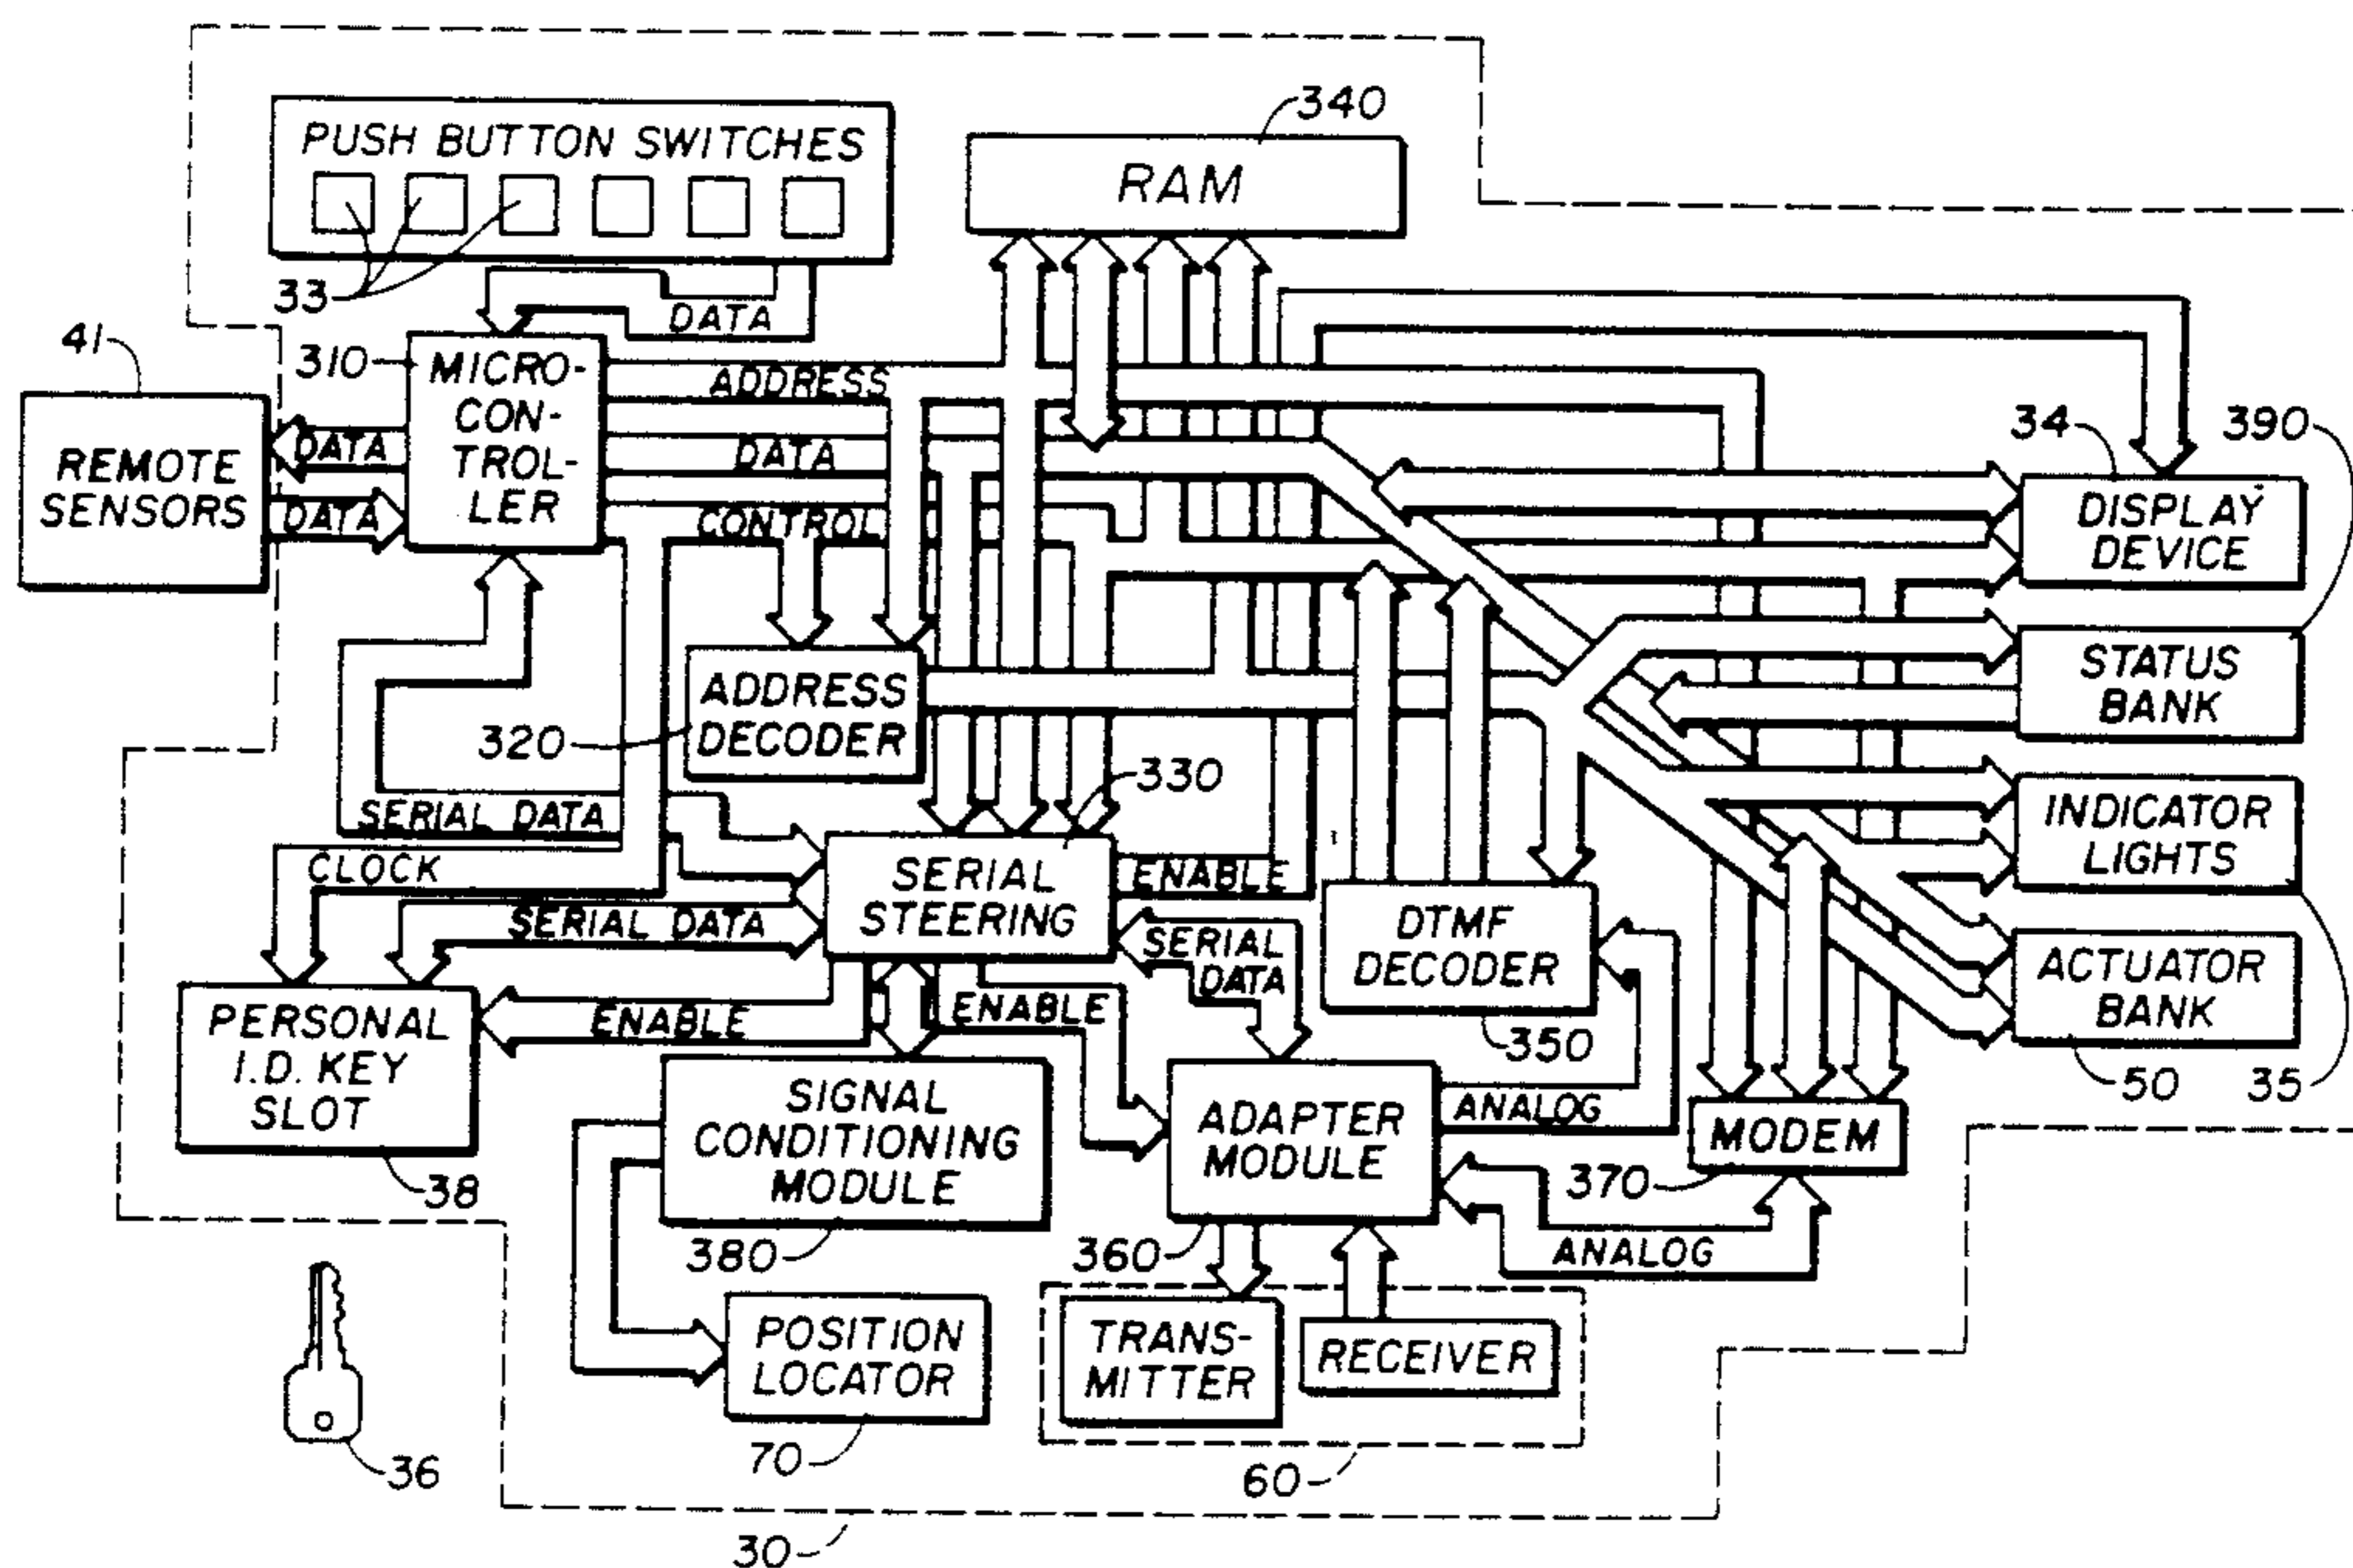 340
PUSH BUTTON SWITCHES
RAM
33
DATA
41
310
MICRO-
CON-
TROL-
LER
ADDRESS
34
390
REMOTE
SENSORS
DATA
DATA
DATA
CONTROL
DISPLAY
DEVICE
ADDRESS
DECODER
320
STATUS
BANK
330
SERIAL DATA
CLOCK
SERIAL DATA
SERIAL
STEERING
ENABLE
SERIAL
DATA
DTMF
DECODER
350
INDICATOR
LIGHTS
ACTUATOR
BANK
50
35
PERSONAL
I.D. KEY
SLOT
38
ENABLE
ENABLE
SIGNAL
CONDITIONING
MODULE
380
ADAPTER
MODULE
360
ANALOG
MODEM
370
ANALOG
POSITION
LOCATOR
70
TRANS-
MITTER
RECEIVER
60
36
30